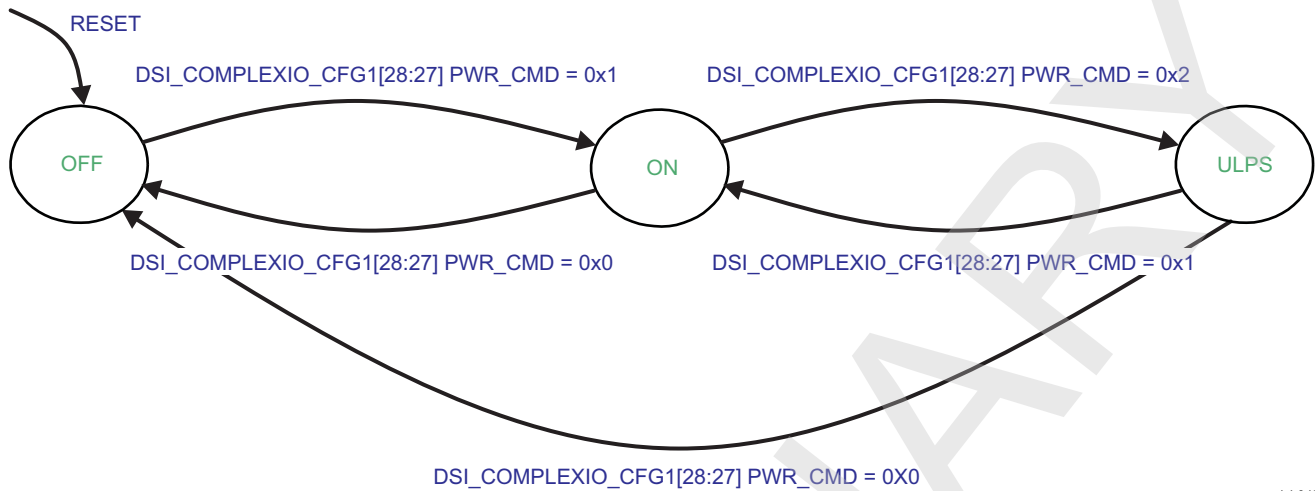 RESET
DSI_COMPLEXIO_CFG1[28:27] PWR_CMD = 0x1
DSI_COMPLEXIO_CFG1[28:27] PWR_CMD = 0x2
OFF
ON
ULPS
DSI_COMPLEXIO_CFG1[28:27] PWR_CMD = 0x0
DSI_COMPLEXIO_CFG1[28:27] PWR_CMD = 0x1
DSI_COMPLEXIO_CFG1[28:27] PWR_CMD = 0X0